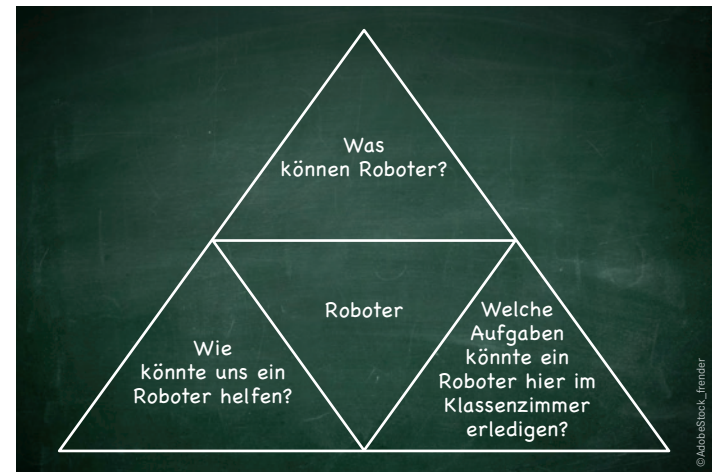 Was
können Roboter?
Roboter
Wie
könnte uns ein
Roboter helfen?
Welche
Aufgaben
könnte ein
Roboter hier im
Klassenzimmer
erledigen?
©AdobeStock_frender